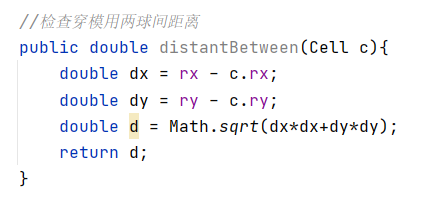 //检查穿模用两球间距离
public double distantBetween(Cell c){
    double dx = rx - c.rx;
    double dy = ry - c.ry;
    double d = Math.sqrt(dx*dx+dy*dy);
    return d;
}